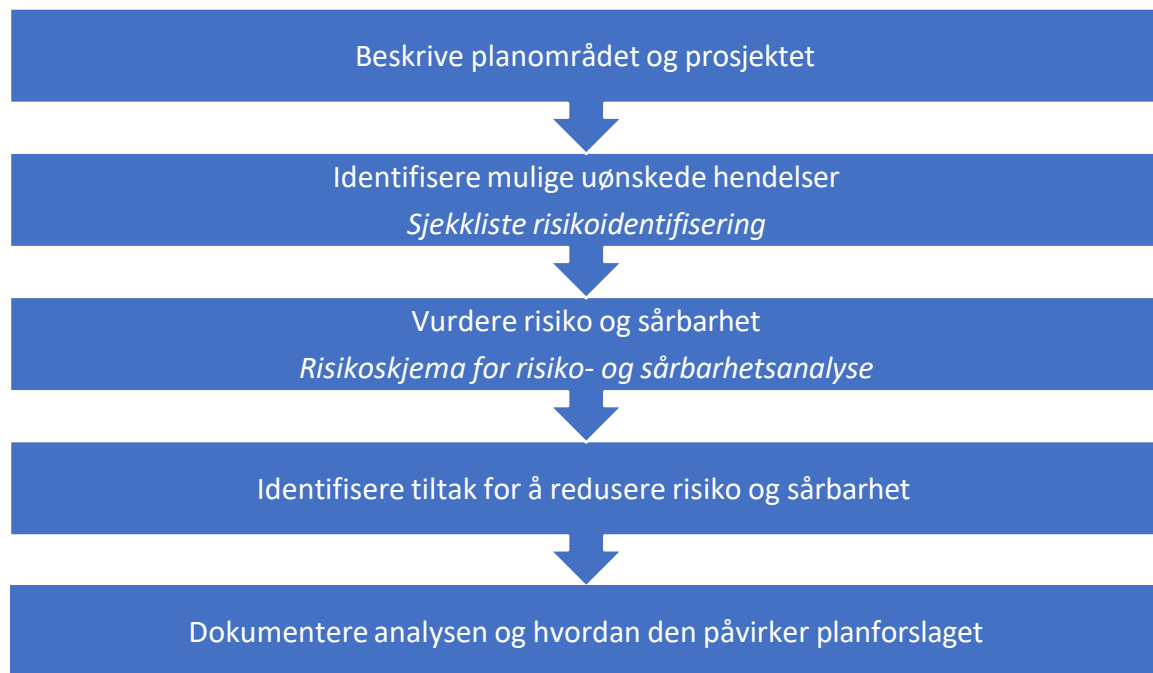 Beskrive planområdet og prosjektet
Identifisere mulige uønskede hendelser
Sjekkliste risikoidentifisering
Vurdere risiko og sårbarhet
Risikoskjema for risiko- og sårbarhetsanalyse
Identifisere tiltak for å redusere risiko og sårbarhet
Dokumentere analysen og hvordan den påvirker planforslaget